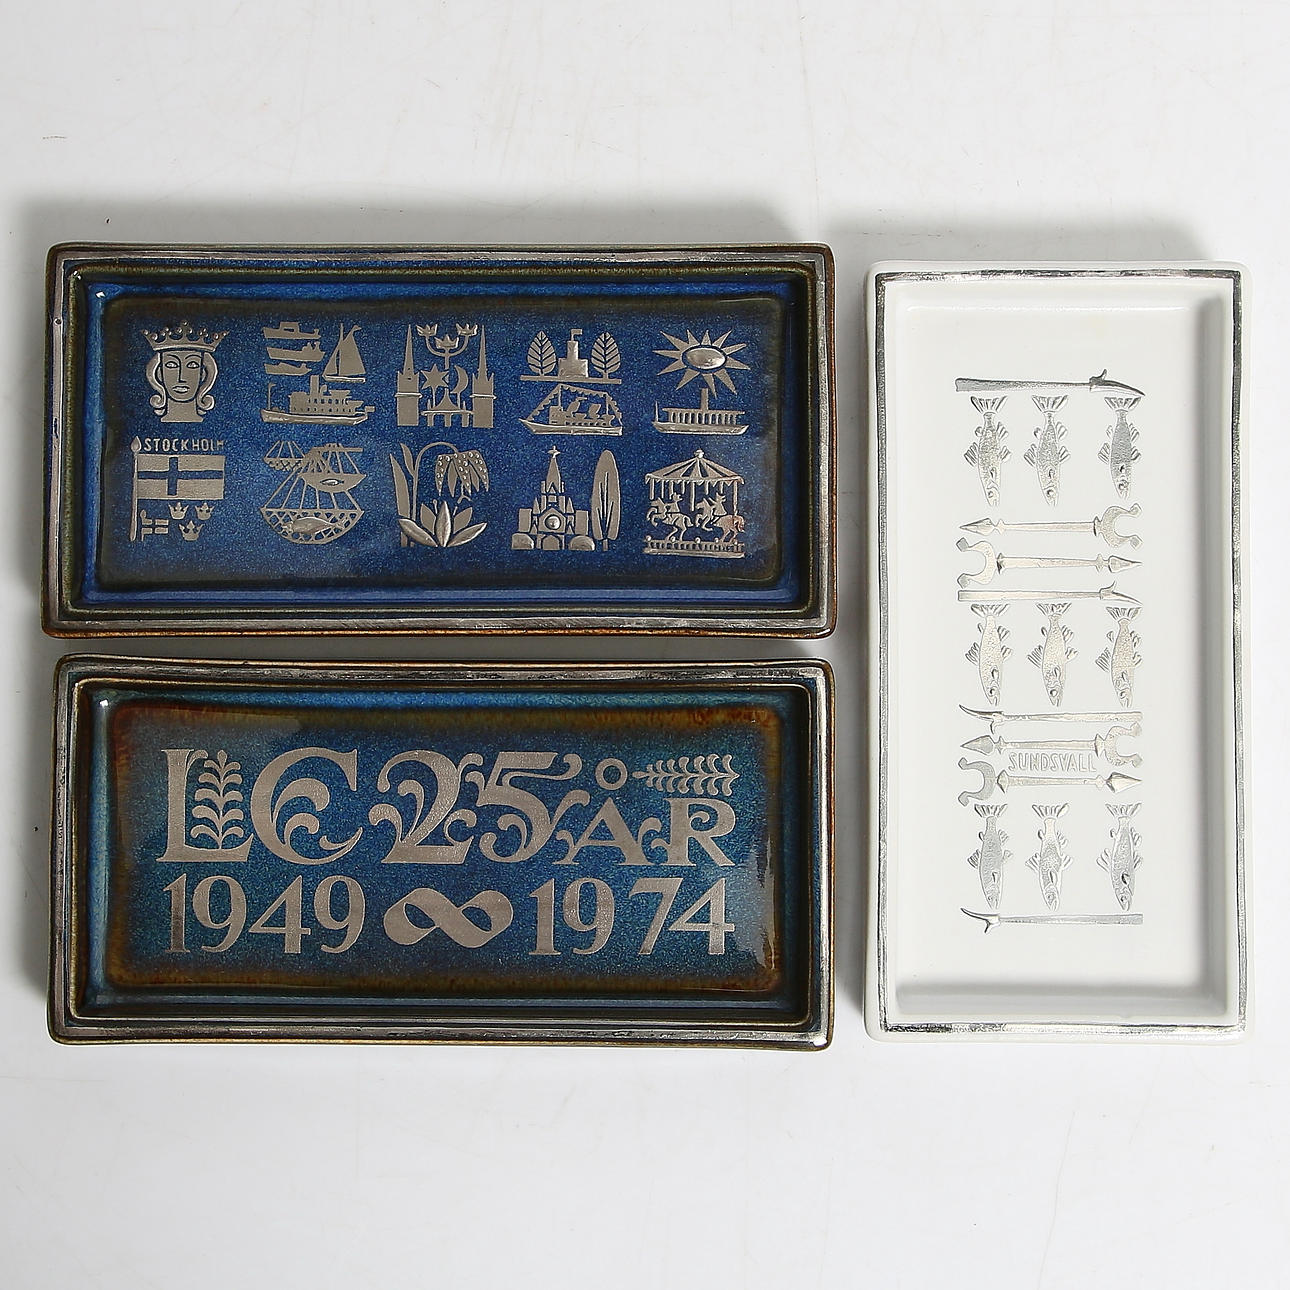 STOCKHOLM
LC 25 ÅR
1949 ∞ 1974
SUNDSVALL